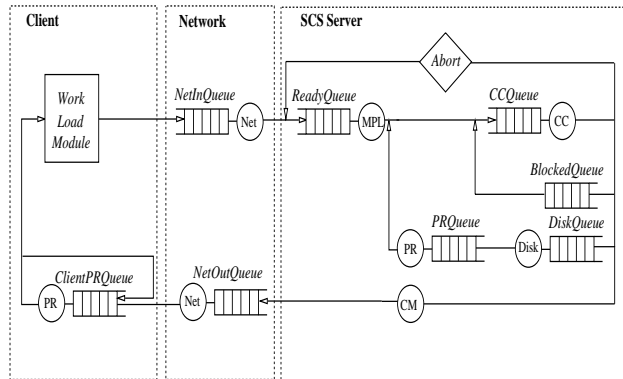 Client
Network
SCS Server
Abort
Work
Load
Module
NetInQueue
Net
ReadyQueue
MPL
CCQueue
CC
BlockedQueue
PRQueue
PR
DiskQueue
Disk
ClientPRQueue
PR
NetOutQueue
Net
CM